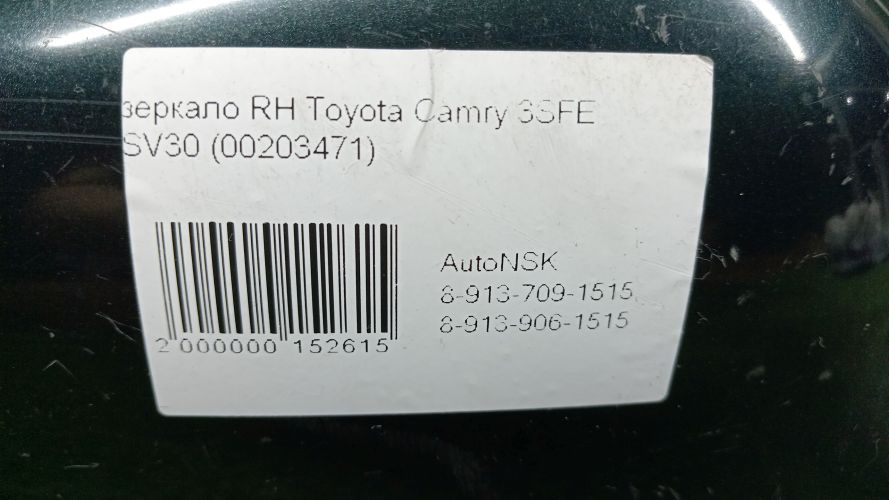 зеркало RH Toyota Camry 3SFE
SV30 (00203471)
AutoNSK
8-913-709-1515
8-913-906-1515
2 000000 152615